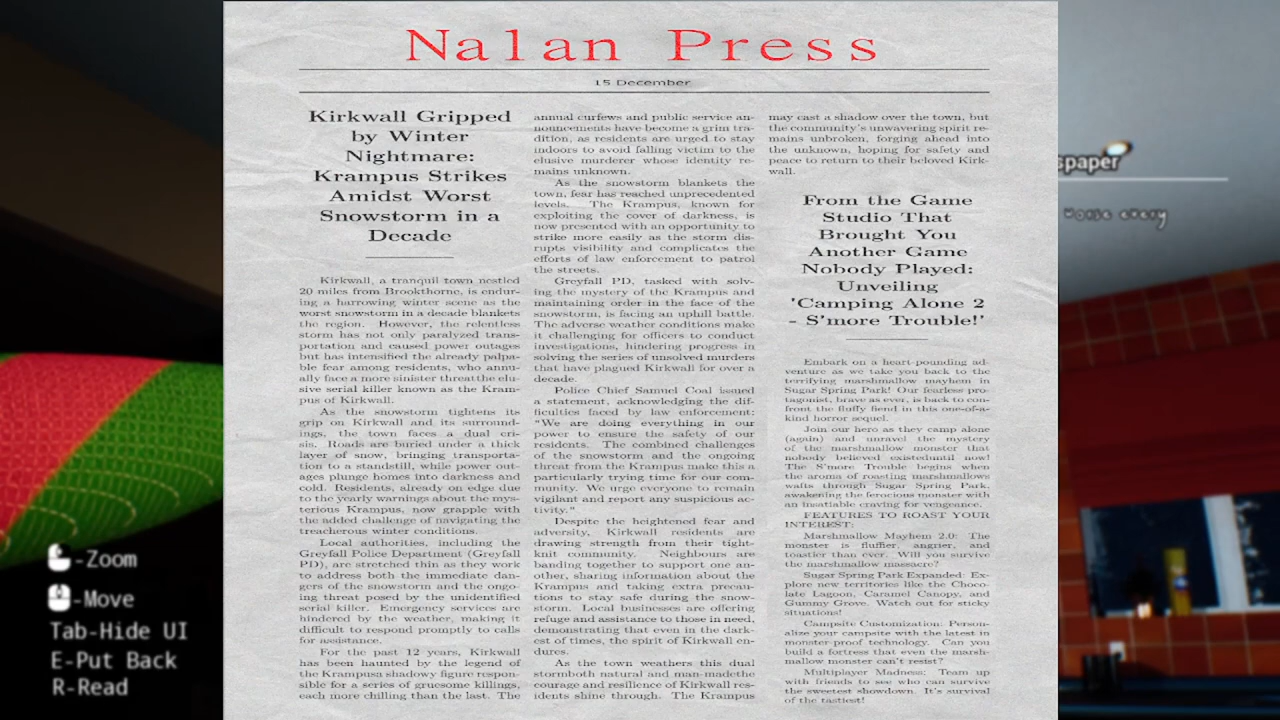 Nalan Press
15 December
Kirkwall Gripped
by Winter
Nightmare:
Krampus Strikes
Amidst Worst
Snowstorm in a
Decade
Kirkwall, a tranquil town nestled
20 miles from Brookthorne, is endur-
ing a harrowing winter scene as the
worst snowstorm in a decade blankets
the region. However, the relentless
storm has not only paralyzed trans-
portation and caused power outages
but has intensified the already palpa-
ble fear among residents, who annu-
ally face a more sinister threatthe elu-
sive serial killer known as the Kram-
pus of Kirkwall.
As the snowstorm tightens its
grip on Kirkwall and its surround-
ings, the town faces a dual cri-
sis. Roads are buried under a thick
layer of snow, bringing transporta-
tion to a standstill, while power out-
ages plunge homes into darkness and
cold. Residents, already on edge due
to the yearly warnings about the mys-
terious Krampus, now grapple with
the added challenge of navigating the
treacherous winter conditions.
Local authorities, including the
Greyfall Police Department (Greyfall
PD), are stretched thin as they work
to address both the immediate dan-
gers of the snowstorm and the ongo-
ing threat posed by the unidentified
serial killer. Emergency services are
hindered by the weather, making it
difficult to respond promptly to calls
for assistance.
For the past 12 years, Kirkwall
has been haunted by the legend of
the Krampusa shadowy figure respon-
sible for a series of gruesome killings,
each more chilling than the last. The
annual curfews and public service an-
nouncements have become a grim tra-
dition, as residents are urged to stay
indoors to avoid falling victim to the
elusive murderer whose identity re-
mains unknown.
As the snowstorm blankets the
town, fear has reached unprecedented
levels. The Krampus, known for
exploiting the cover of darkness, is
now presented with an opportunity to
strike more easily as the storm dis-
rupts visibility and complicates the
efforts of law enforcement to patrol
the streets.
Greyfall PD, tasked with solv-
ing the mystery of the Krampus and
maintaining order in the face of the
snowstorm, is facing an uphill battle.
The adverse weather conditions make
it challenging for officers to conduct
investigations, hindering progress in
solving the series of unsolved murders
that have plagued Kirkwall for over a
decade.
Police Chief Samuel Coal issued
a statement, acknowledging the dif-
ficulties faced by law enforcement:
"We are doing everything in our
power to ensure the safety of our
residents. The combined challenges
of the snowstorm and the ongoing
threat from the Krampus make this a
particularly trying time for our com-
munity. We urge everyone to remain
vigilant and report any suspicious ac-
tivity."
Despite the heightened fear and
adversity, Kirkwall residents are
drawing strength from their tight-
knit community. Neighbours are
banding together to support one an-
other, sharing information about the
Krampus and taking extra precau-
tions to stay safe during the snow-
storm. Local businesses are offering
refuge and assistance to those in need,
demonstrating that even in the dark-
est of times, the spirit of Kirkwall en-
dures.
As the town weathers this dual
stormboth natural and man-madethe
courage and resilience of Kirkwall res-
idents shine through. The Krampus
may cast a shadow over the town, but
the community's unwavering spirit re-
mains unbroken, forging ahead into
the unknown, hoping for safety and
peace to return to their beloved Kirk-
wall.
From the Game
Studio That
Brought You
Another Game
Nobody Played:
Unveiling
'Camping Alone 2
- S'more Trouble!'
Embark on a heart-pounding ad-
venture as we take you back to the
terrifying marshmallow mayhem in
Sugar Spring Park! Our fearless pro-
tagonist, brave as ever, is back to con-
front the fluffy fiend in this one-of-a-
kind horror sequel.
Join our hero as they camp alone
(again) and unravel the mystery
of the marshmallow monster that
nobody believed existeduntil now!
The S'more Trouble begins when
the aroma of roasting marshmallows
wafts through Sugar Spring Park,
awakening the ferocious monster with
an insatiable craving for vengeance.
FEATURES TO ROAST YOUR
INTEREST:
Marshmallow Mayhem 2.0: The
monster is fluffier, angrier, and
toastier than ever. Will you survive
the marshmallow massacre?
Sugar Spring Park Expanded: Ex-
plore new territories like the Choco-
late Lagoon, Caramel Canopy, and
Gummy Grove. Watch out for sticky
situations!
Campsite Customization: Person-
alize your campsite with the latest in
monster-proof technology. Can you
build a fortress that even the marsh-
mallow monster can't resist?
Multiplayer Madness: Team up
with friends to see who can survive
the sweetest showdown. It's survival
of the tastiest!
spaper
worse every
-Zoom
-Move
Tab-Hide UI
E-Put Back
R-Read